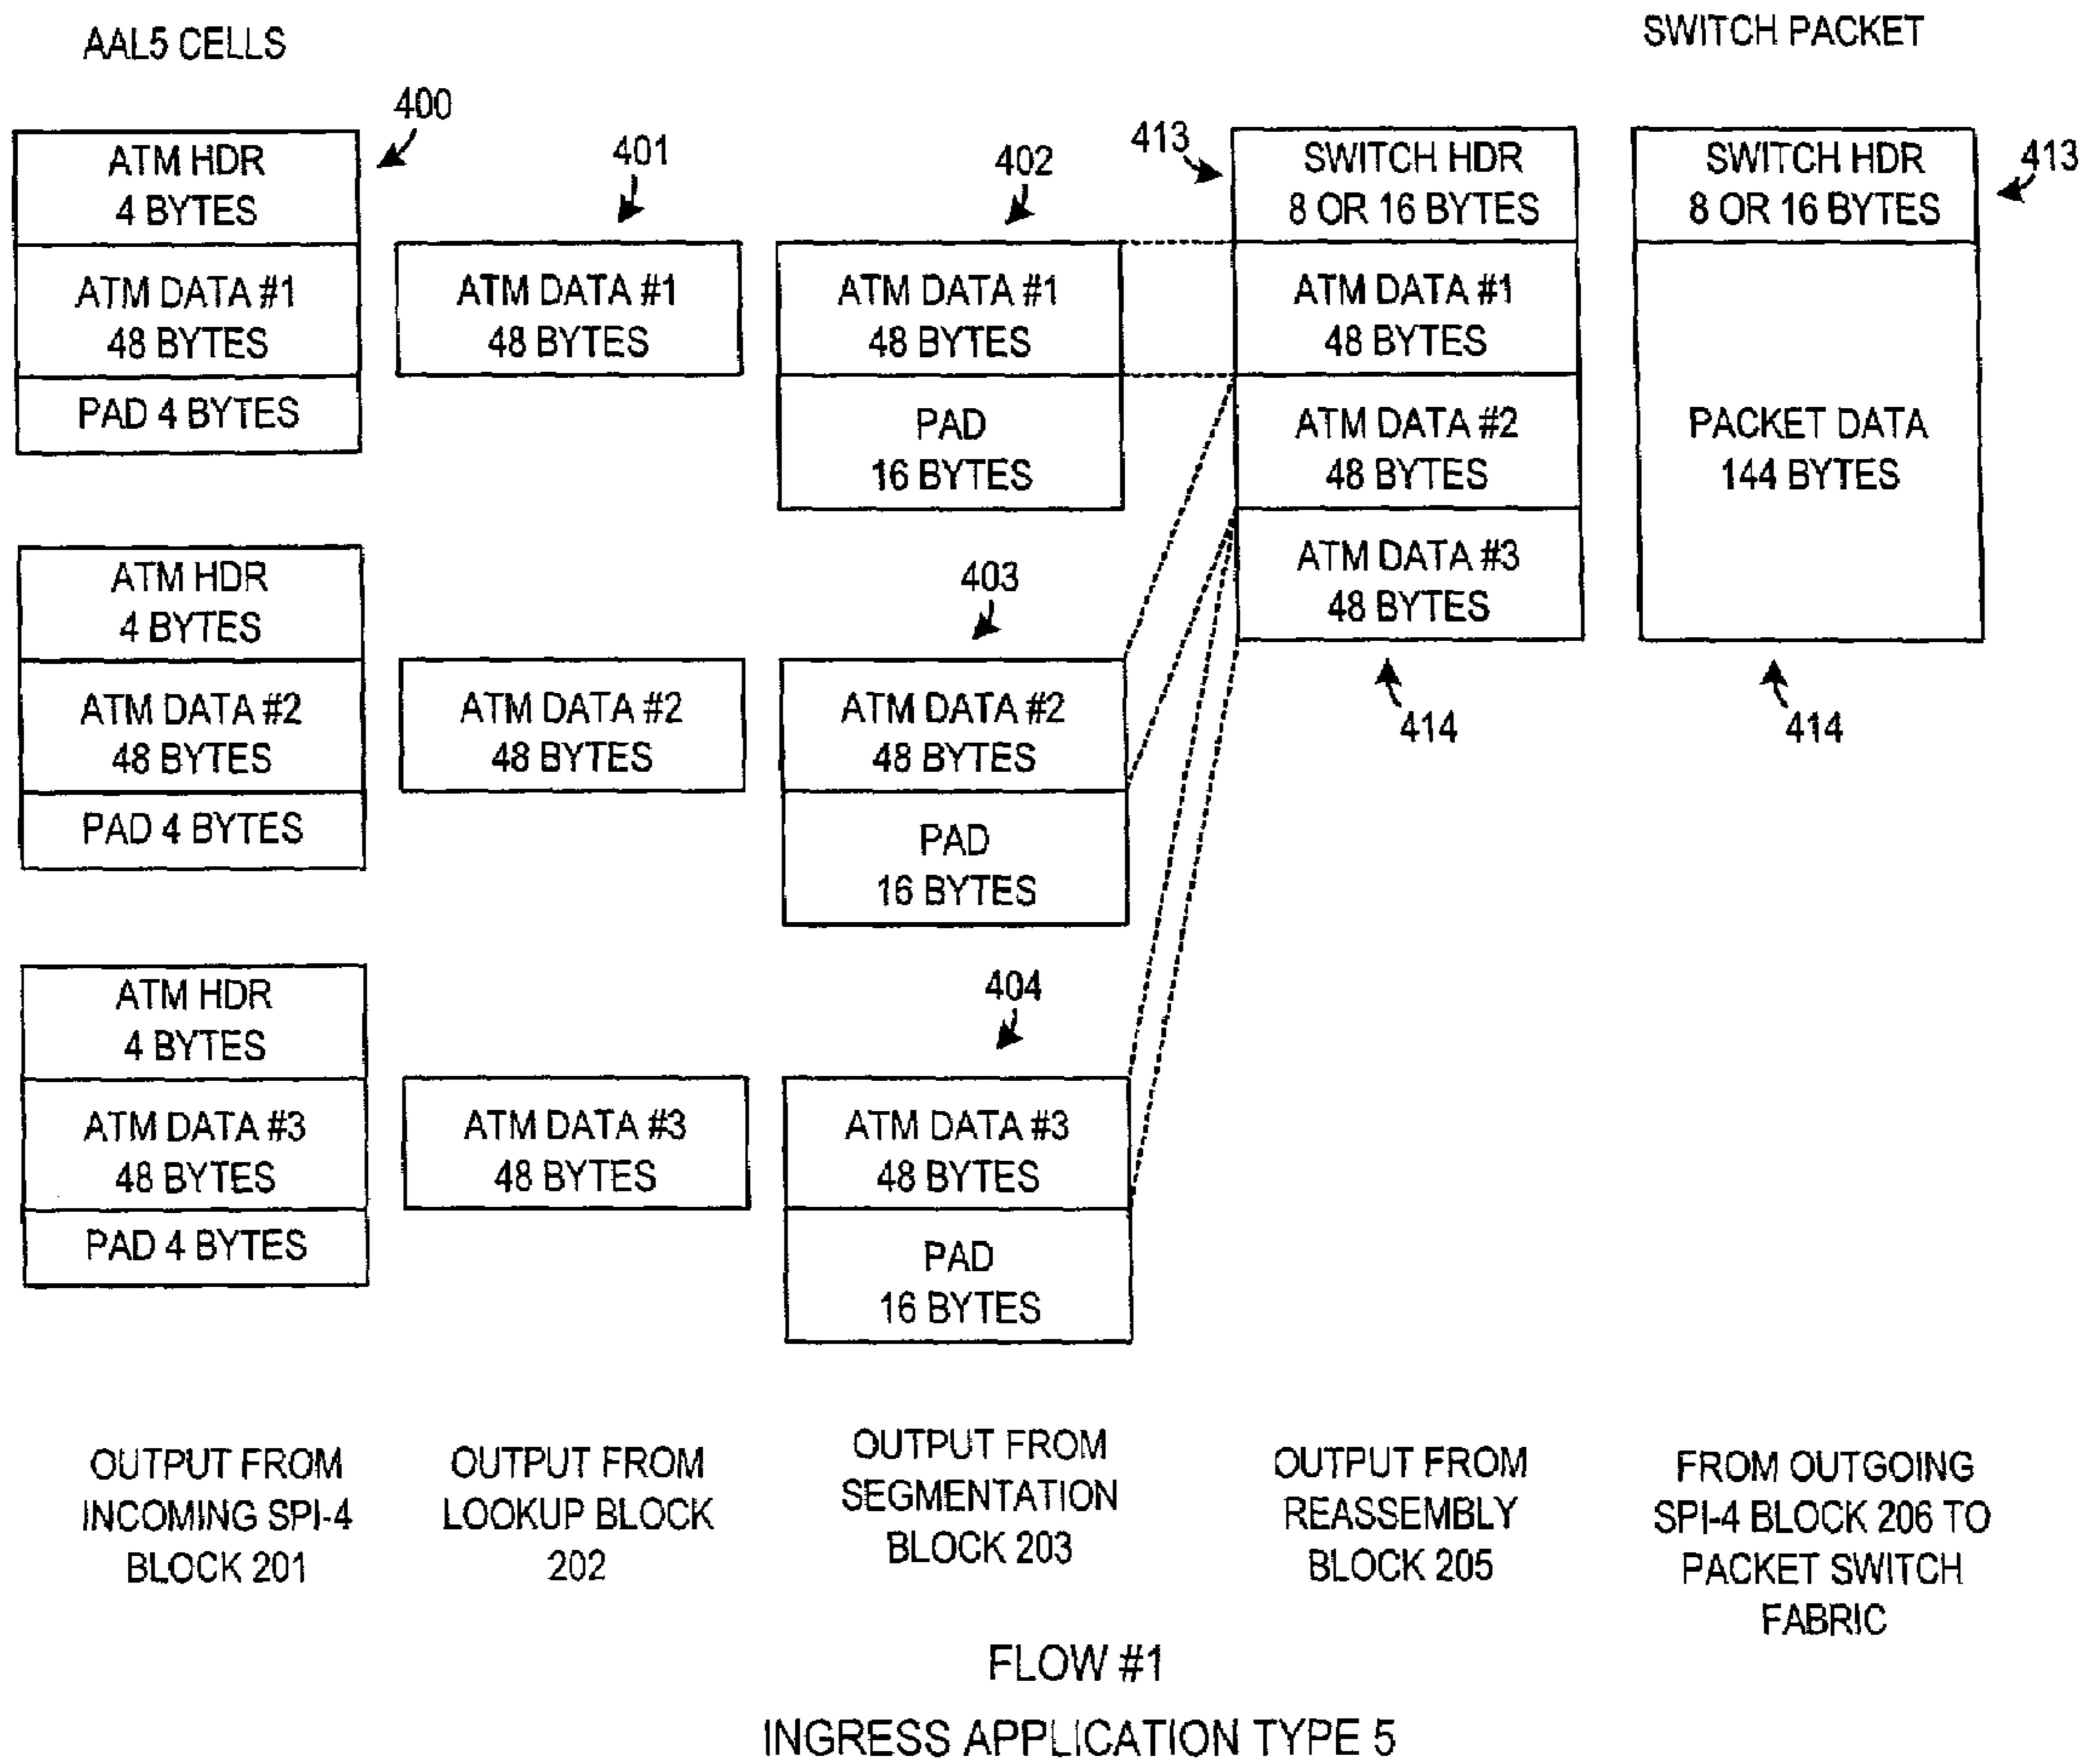 AAL5 CELLS
SWITCH PACKET
400
ATM HDR
4 BYTES
ATM DATA #1
48 BYTES
PAD 4 BYTES
401
ATM DATA #1
48 BYTES
402
ATM DATA #1
48 BYTES
PAD
16 BYTES
413
SWITCH HDR
8 OR 16 BYTES
ATM DATA #1
48 BYTES
ATM DATA #2
48 BYTES
ATM DATA #3
48 BYTES
414
SWITCH HDR
8 OR 16 BYTES
413
PACKET DATA
144 BYTES
414
ATM HDR
4 BYTES
ATM DATA #2
48 BYTES
PAD 4 BYTES
ATM DATA #2
48 BYTES
403
ATM DATA #2
48 BYTES
PAD
16 BYTES
ATM HDR
4 BYTES
ATM DATA #3
48 BYTES
PAD 4 BYTES
ATM DATA #3
48 BYTES
404
ATM DATA #3
48 BYTES
PAD
16 BYTES
OUTPUT FROM
INCOMING SPI-4
BLOCK 201
OUTPUT FROM
LOOKUP BLOCK
202
OUTPUT FROM
SEGMENTATION
BLOCK 203
OUTPUT FROM
REASSEMBLY
BLOCK 205
FROM OUTGOING
SPI-4 BLOCK 206 TO
PACKET SWITCH
FABRIC
FLOW #1
INGRESS APPLICATION TYPE 5